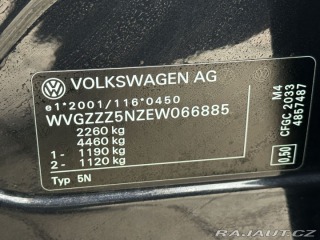 VOLKSWAGEN AG
e1*2001/116*0450
WVGZZZ5NZEW066885
2260 kg
4460 kg
1- 1190 kg
2- 1120 kg
Typ 5N
M4
CFGC 2033
4857487
0,50
RAJAUT.CZ